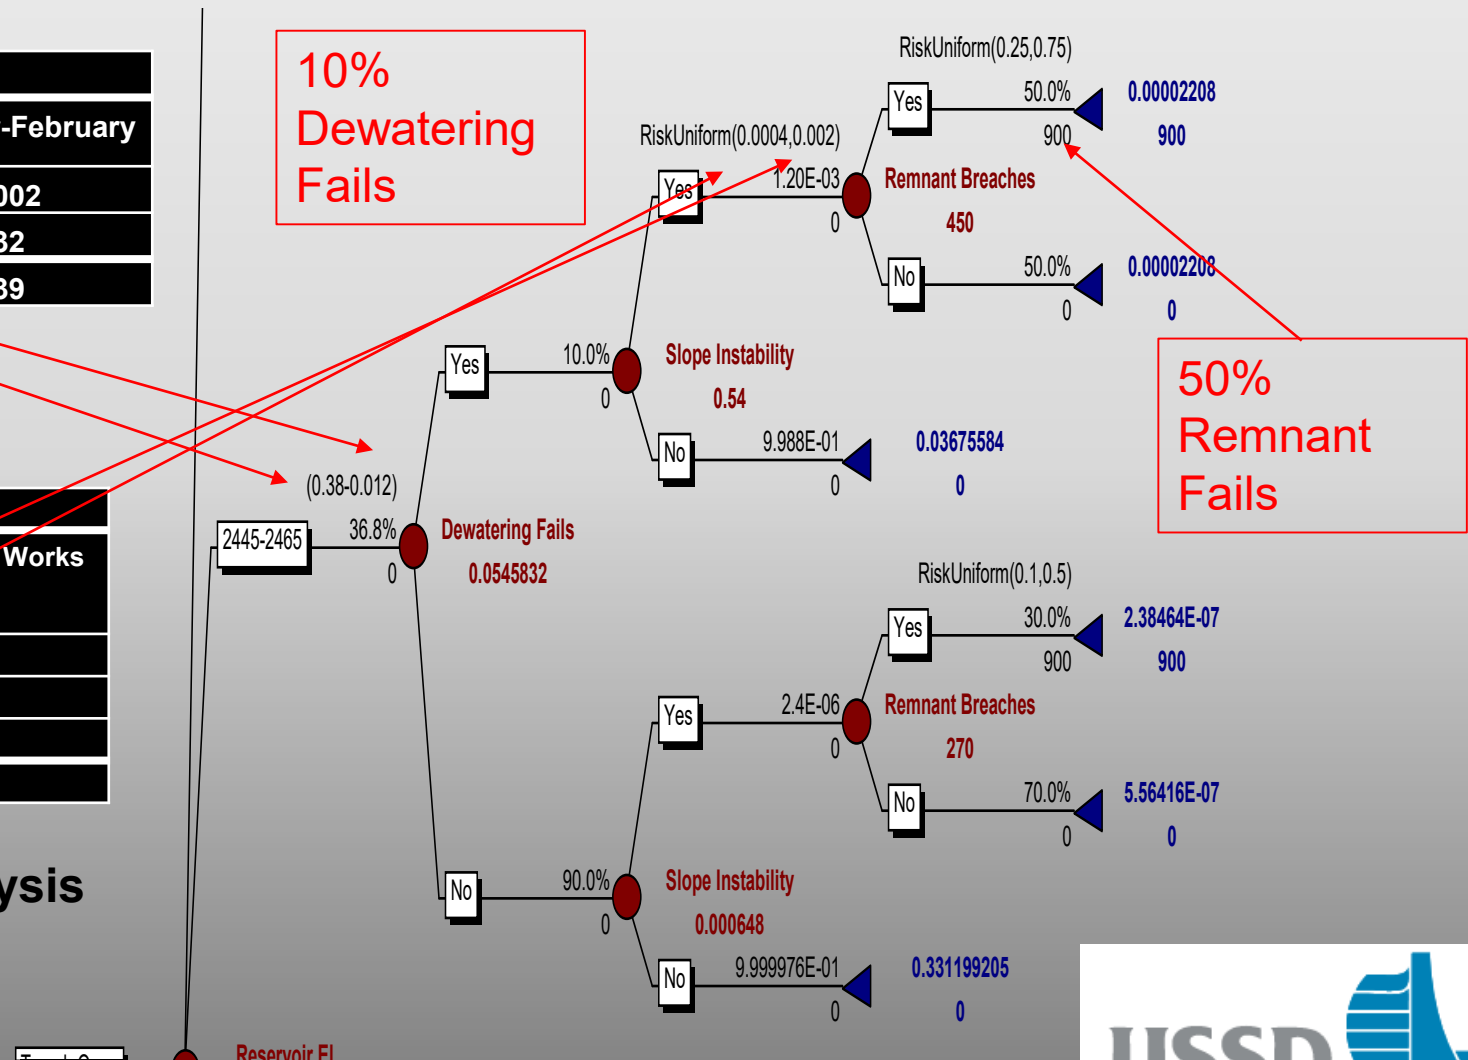 -February
002
32
39
10%
Dewatering
Fails
RiskUniform(0.25,0.75)
Yes
50.0%
900
0.00002208
900
RiskUniform(0.0004,0.002)
Yes
1.20E-03
0
Remnant Breaches
450
No
50.0%
0
0.00002208
0
50%
Remnant
Fails
Yes
10.0%
0
Slope Instability
0.54
No
9.988E-01
0
0.03675584
0
(0.38-0.012)
2445-2465
36.8%
0
Dewatering Fails
0.0545832
Works
RiskUniform(0.1,0.5)
Yes
30.0%
900
2.38464E-07
900
Yes
2.4E-06
0
Remnant Breaches
270
No
70.0%
0
5.56416E-07
0
ysis
No
90.0%
0
Slope Instability
0.000648
No
9.999976E-01
0
0.331199205
0
Reservoir El
USSD